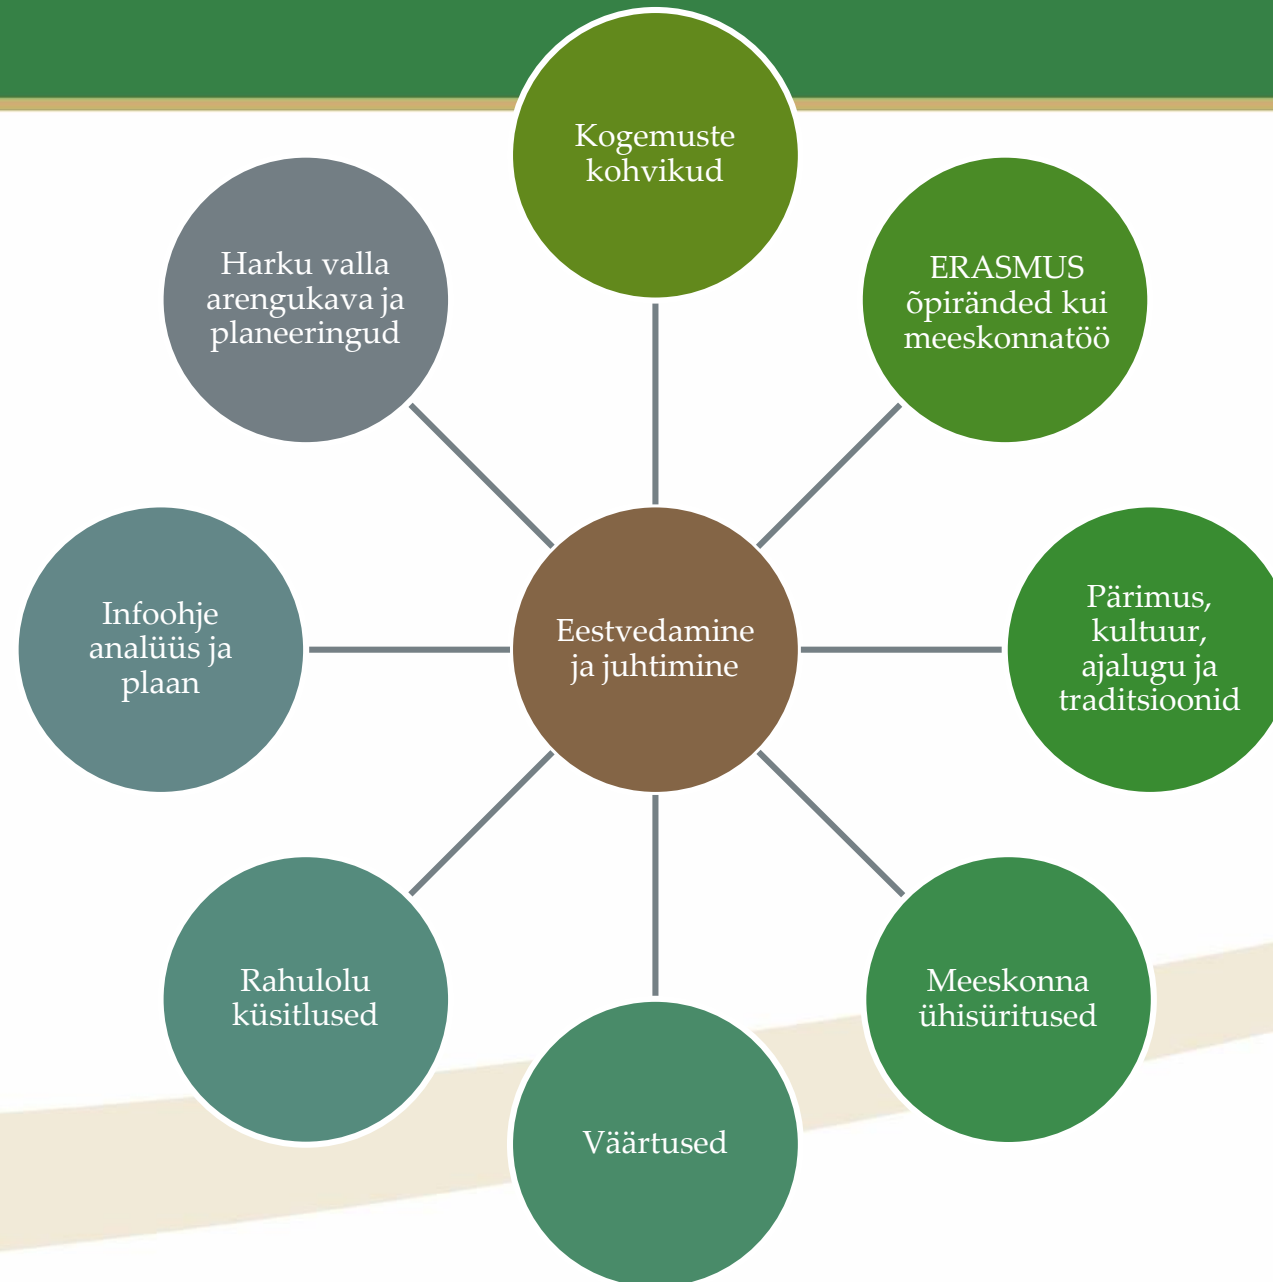 Kogemuste
kohvikud
Harku valla
arengukava ja
planeeringud
ERASMUS
õpiränded kui
meeskonnatöö
Infoohje
analüüs ja
plaan
Eestvedamine
ja juhtimine
Pärimus,
kultuur,
ajalugu ja
traditsioonid
Rahulolu
küsitlused
Meeskonna
ühisüritused
Väärtused